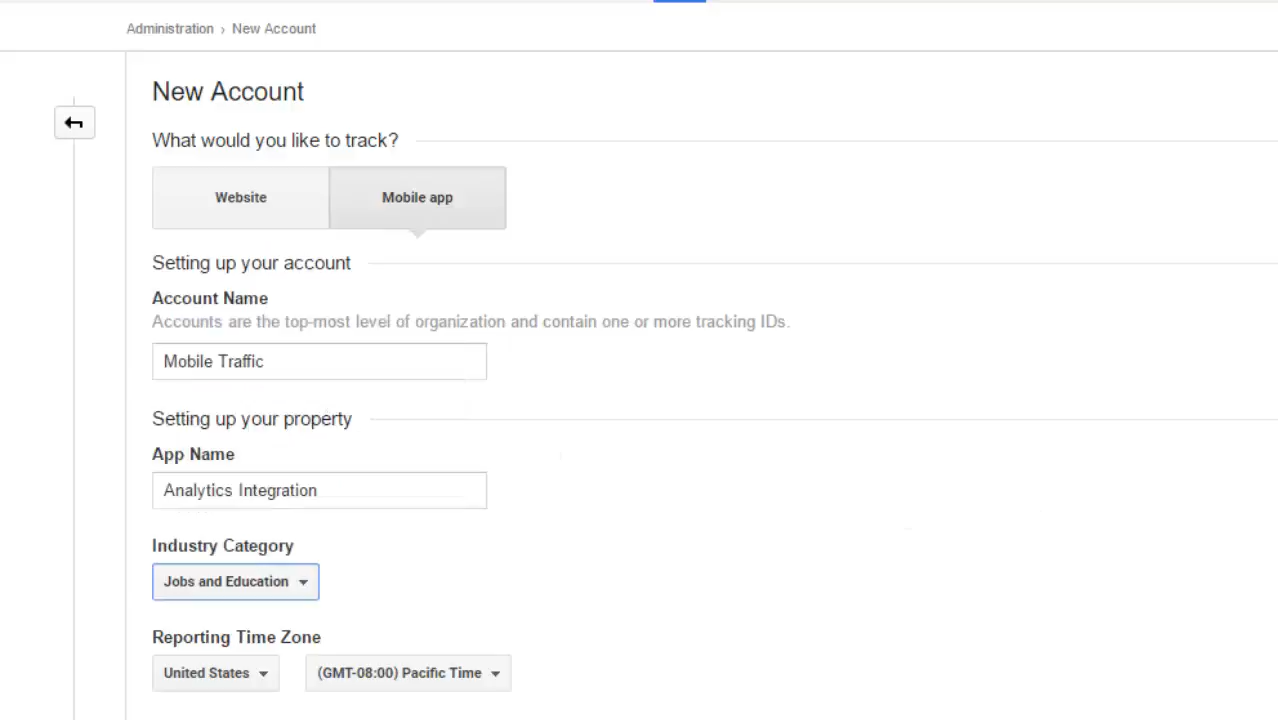 Administration › New Account
New Account
What would you like to track?
Website Mobile app
Setting up your account
Account Name
Accounts are the top-most level of organization and contain one or more tracking IDs.
Mobile Traffic
Setting up your property
App Name
Analytics Integration
Industry Category
Jobs and Education
Reporting Time Zone
United States (GMT-08:00) Pacific Time